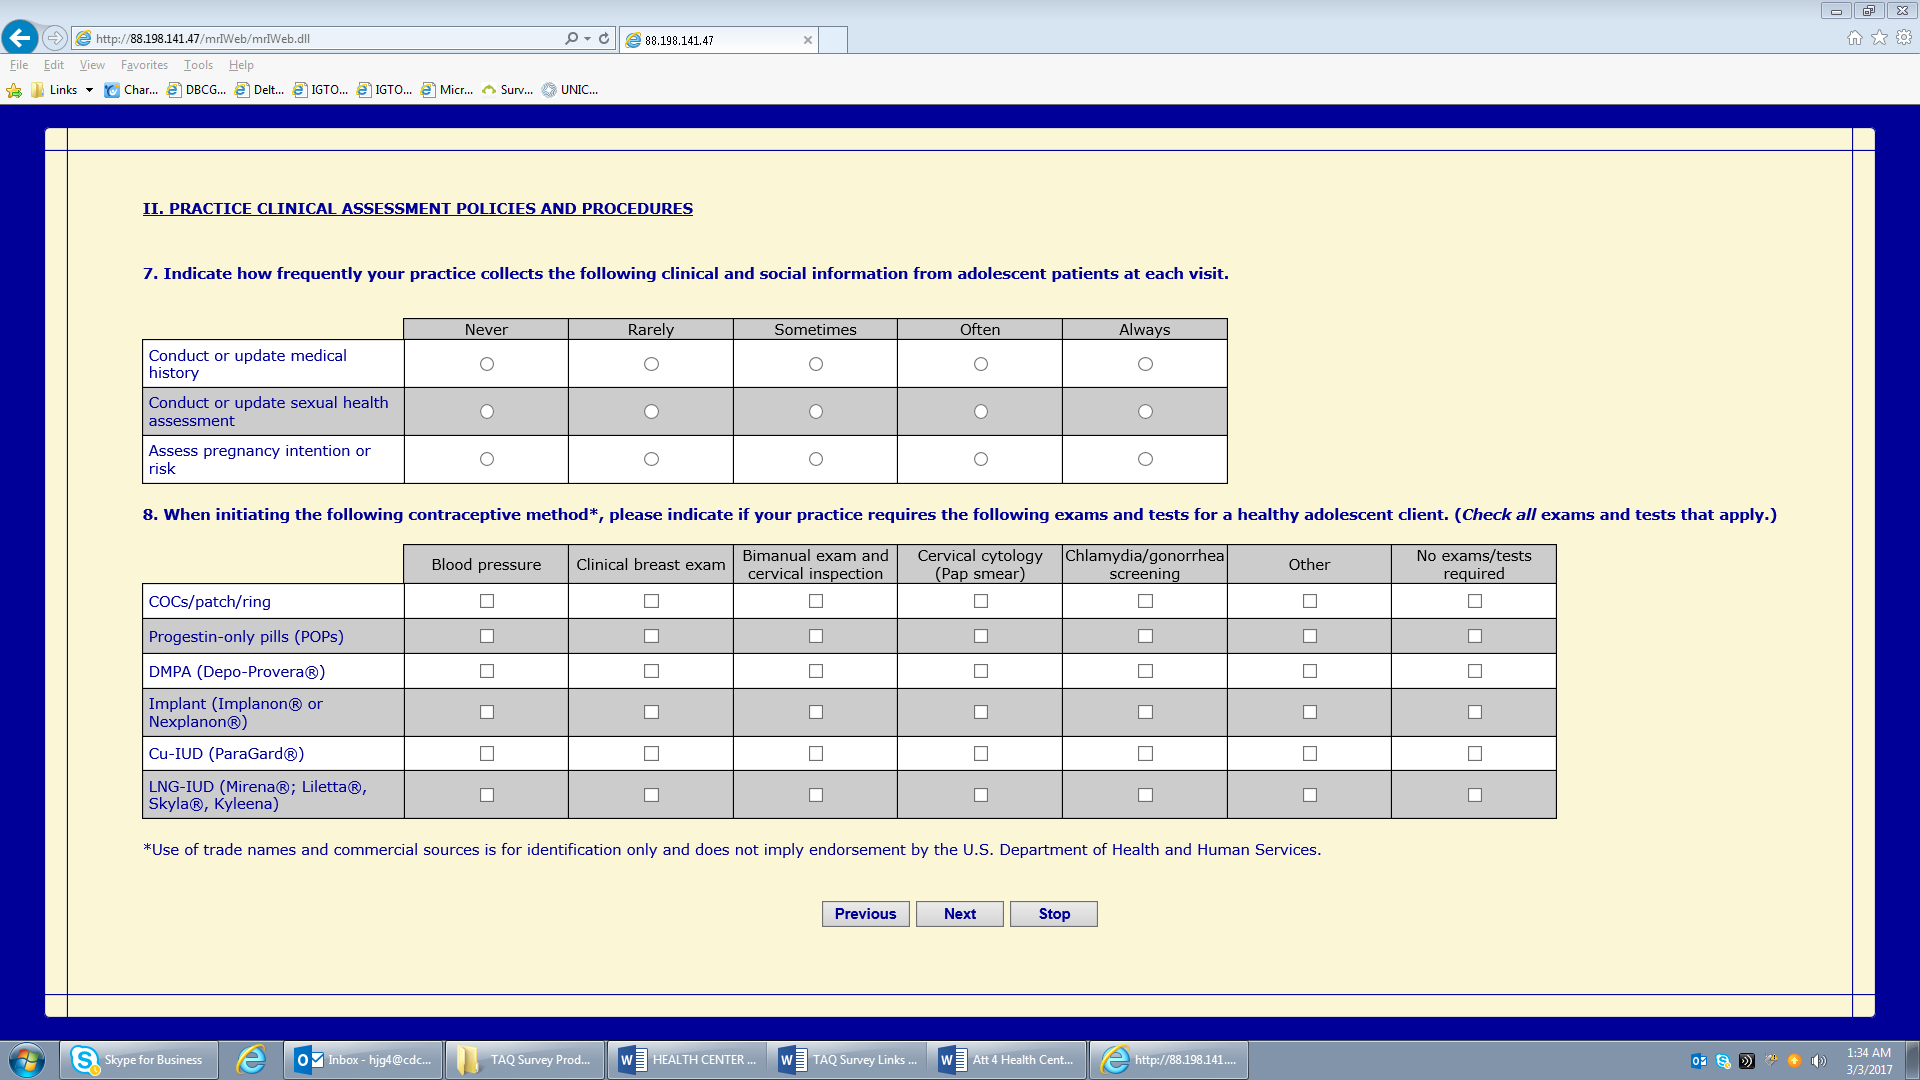 http://88.198.141.47/mrIWeb/mrIWeb.dll
88.198.141.47
File Edit View Favorites Tools Help
Links Char... DBCG... Delt... IGTO... IGTO... Micr... Surv... UNIC...
II. PRACTICE CLINICAL ASSESSMENT POLICIES AND PROCEDURES
7. Indicate how frequently your practice collects the following clinical and social information from adolescent patients at each visit.
Never Rarely Sometimes Often Always
Conduct or update medical
history
Conduct or update sexual health
assessment
Assess pregnancy intention or
risk
8. When initiating the following contraceptive method*, please indicate if your practice requires the following exams and tests for a healthy adolescent client. (Check all exams and tests that apply.)
Blood pressure Clinical breast exam Bimanual exam and cervical inspection Cervical cytology (Pap smear) Chlamydia/gonorrhea screening Other No exams/tests required
COCs/patch/ring
Progestin-only pills (POPs)
DMPA (Depo-Provera®)
Implant (Implanon® or
Nexplanon®)
Cu-IUD (ParaGard®)
LNG-IUD (Mirena®; Liletta®,
Skyla®, Kyleena)
*Use of trade names and commercial sources is for identification only and does not imply endorsement by the U.S. Department of Health and Human Services.
Previous Next Stop
Skype for Business Inbox - hjg4@cdc... TAQ Survey Prod... HEALTH CENTER ... TAQ Survey Links ... Att 4 Health Cent... http://88.198.141....
1:34 AM
3/3/2017